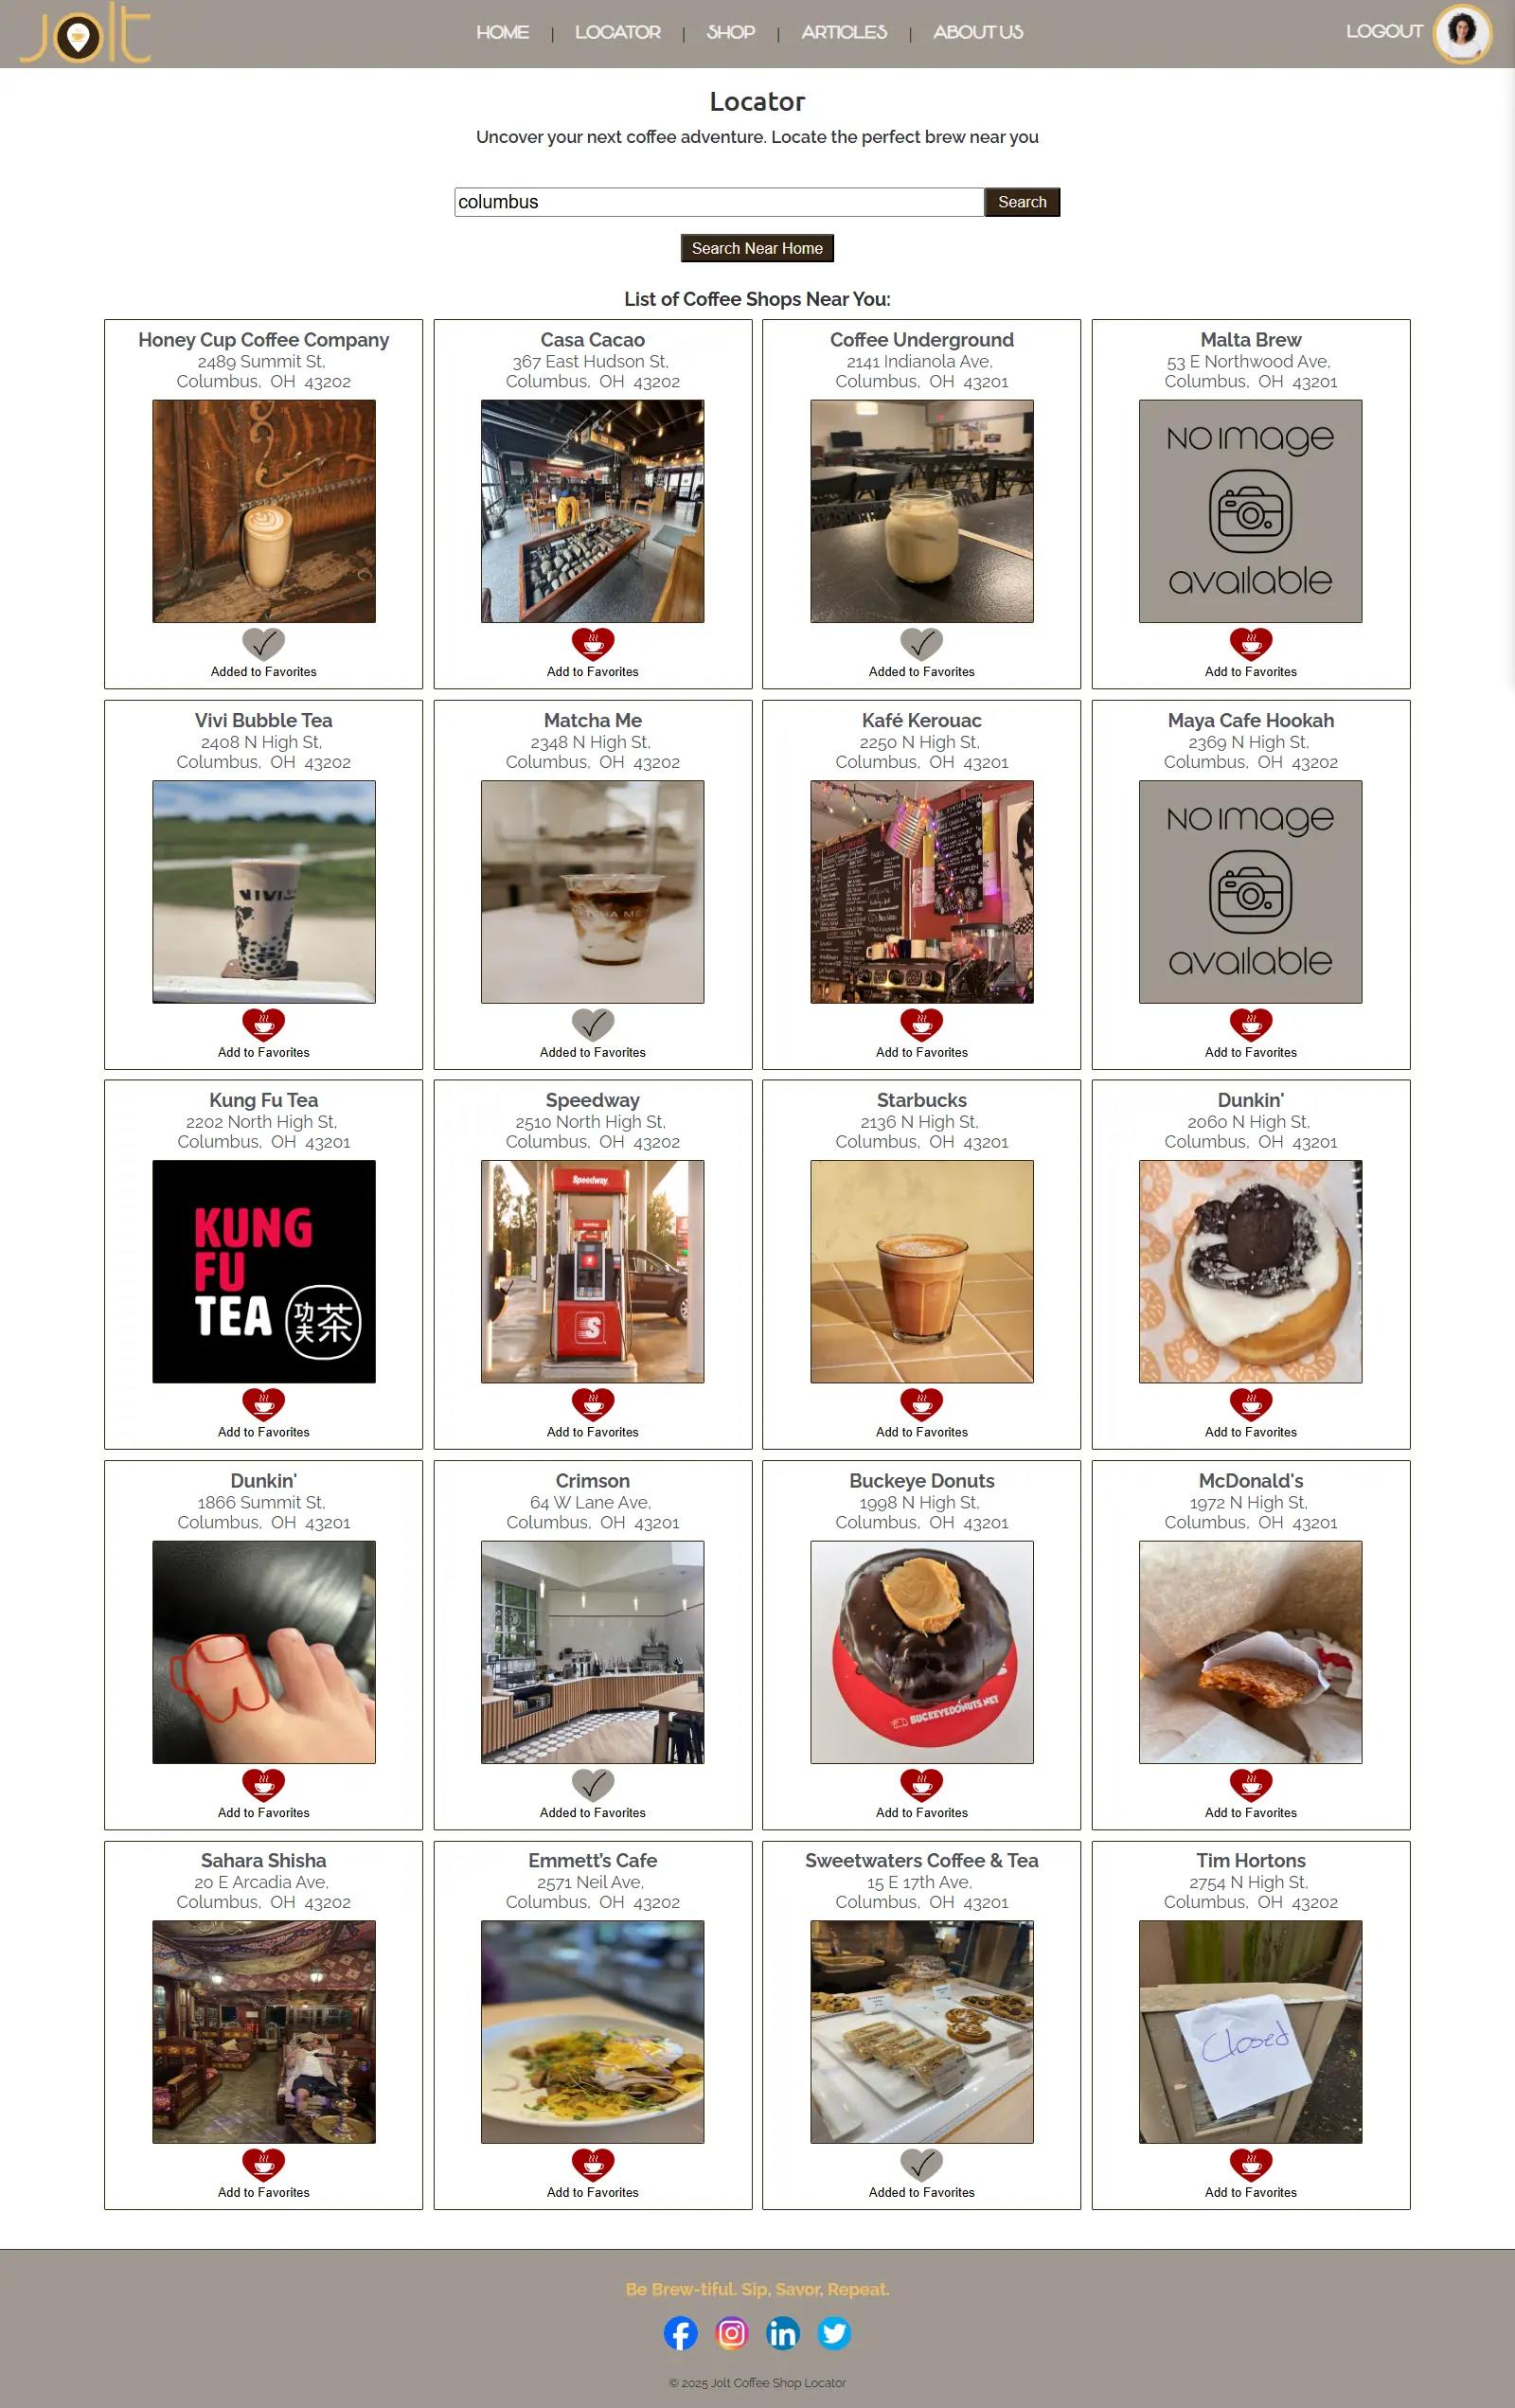 Jolt
HOME | LOCATOR | SHOP | ARTICLES | ABOUT US
LOGOUT
Locator
Uncover your next coffee adventure. Locate the perfect brew near you
columbus
Search
Search Near Home
List of Coffee Shops Near You:
Honey Cup Coffee Company
2489 Summit St,
Columbus, OH 43202
Added to Favorites
Casa Cacao
367 East Hudson St,
Columbus, OH 43202
Add to Favorites
Coffee Underground
2141 Indianola Ave,
Columbus, OH 43201
Added to Favorites
Malta Brew
53 E Northwood Ave,
Columbus, OH 43201
No image
available
Add to Favorites
Vivi Bubble Tea
2408 N High St,
Columbus, OH 43202
VIVI
Add to Favorites
Matcha Me
2348 N High St,
Columbus, OH 43202
Added to Favorites
Kafé Kerouac
2250 N High St,
Columbus, OH 43201
Add to Favorites
Maya Cafe Hookah
2369 N High St,
Columbus, OH 43202
No image
available
Add to Favorites
Kung Fu Tea
2202 North High St,
Columbus, OH 43201
KUNG
FU
TEA
功夫茶
Add to Favorites
Speedway
2510 North High St,
Columbus, OH 43202
Speedway
S
Add to Favorites
Starbucks
2136 N High St,
Columbus, OH 43201
Add to Favorites
Dunkin'
2060 N High St,
Columbus, OH 43201
Add to Favorites
Dunkin'
1866 Summit St,
Columbus, OH 43201
Add to Favorites
Crimson
64 W Lane Ave,
Columbus, OH 43201
Added to Favorites
Buckeye Donuts
1998 N High St,
Columbus, OH 43201
BUCKEYEDONUTS.NET
Add to Favorites
McDonald's
1972 N High St,
Columbus, OH 43201
Add to Favorites
Sahara Shisha
20 E Arcadia Ave,
Columbus, OH 43202
Add to Favorites
Emmett’s Cafe
2571 Neil Ave,
Columbus, OH 43202
Add to Favorites
Sweetwaters Coffee & Tea
15 E 17th Ave,
Columbus, OH 43201
Added to Favorites
Tim Hortons
2754 N High St,
Columbus, OH 43202
Closed
Add to Favorites
Be Brew-tiful. Sip, Savor, Repeat.
© 2025 Jolt Coffee Shop Locator